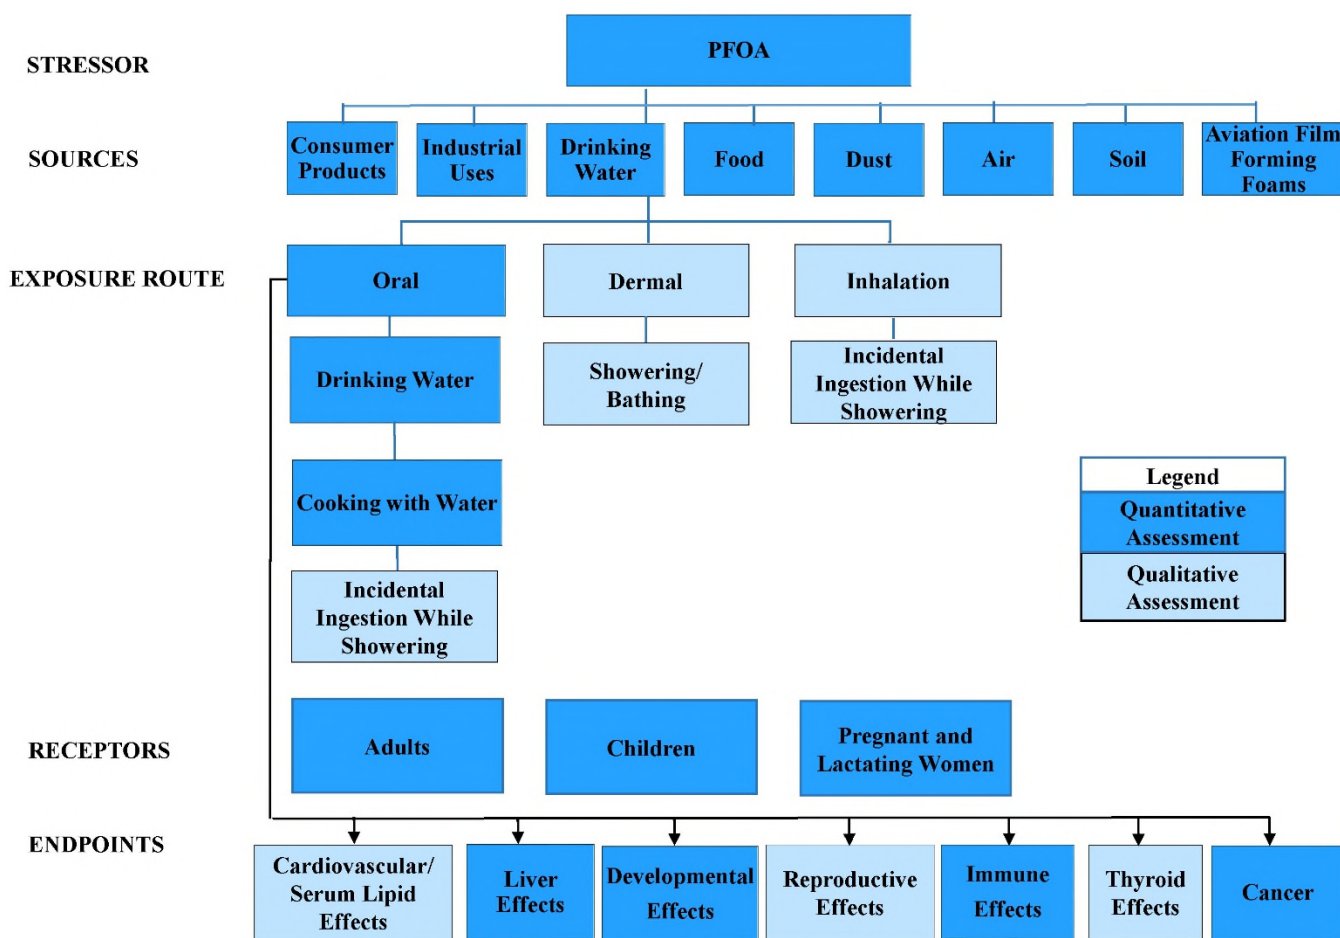 STRESSOR
PFOA
SOURCES
Consumer
Products
Industrial
Uses
Drinking
Water
Food
Dust
Air
Soil
Aviation Film
Forming
Foams
EXPOSURE ROUTE
Oral
Dermal
Inhalation
Drinking Water
Showering/
Bathing
Incidental
Ingestion While
Showering
Cooking with Water
Incidental
Ingestion While
Showering
Legend
Quantitative
Assessment
Qualitative
Assessment
RECEPTORS
Adults
Children
Pregnant and
Lactating Women
ENDPOINTS
Cardiovascular/
Serum Lipid
Effects
Liver
Effects
Developmental
Effects
Reproductive
Effects
Immune
Effects
Thyroid
Effects
Cancer